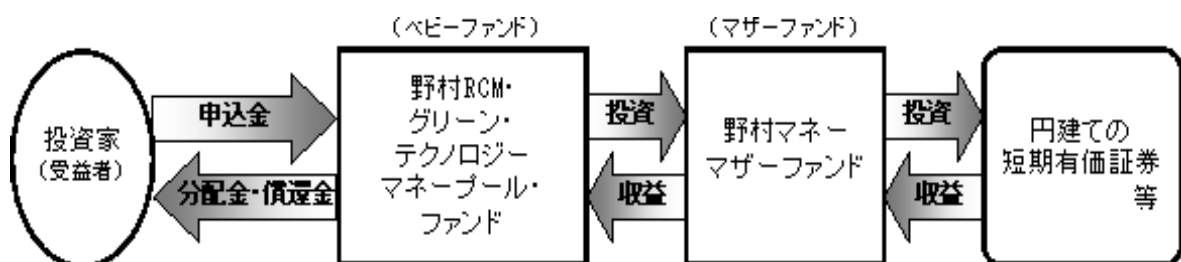 (ベビーファンド)
(マザーファンド)
投資家
(受益者)
申込金
分配金・償還金
野村RCM・
グリーン・
テクノロジー
マネープール・
ファンド
投資
収益
野村マネー
マザーファンド
投資
収益
円建ての
短期有価証券
等